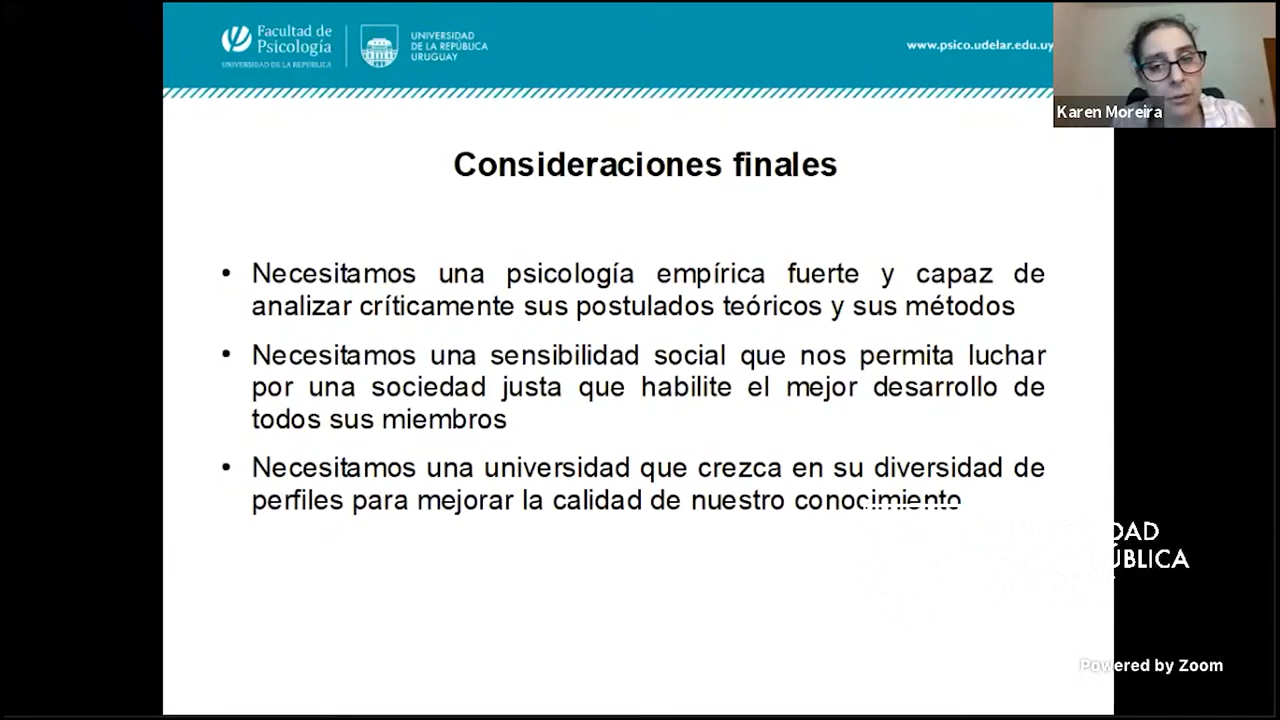 Facultad de
Psicología
UNIVERSIDAD DE LA REPÚBLICA
UNIVERSIDAD
DE LA REPÚBLICA
URUGUAY
www.psico.udelar.edu.uy
Karen Moreira
Consideraciones finales
• Necesitamos una psicología empírica fuerte y capaz de
analizar críticamente sus postulados teóricos y sus métodos
• Necesitamos una sensibilidad social que nos permita luchar
por una sociedad justa que habilite el mejor desarrollo de
todos sus miembros
• Necesitamos una universidad que crezca en su diversidad de
perfiles para mejorar la calidad de nuestro conocimiento
DAD
ÚBLICA
Powered by Zoom